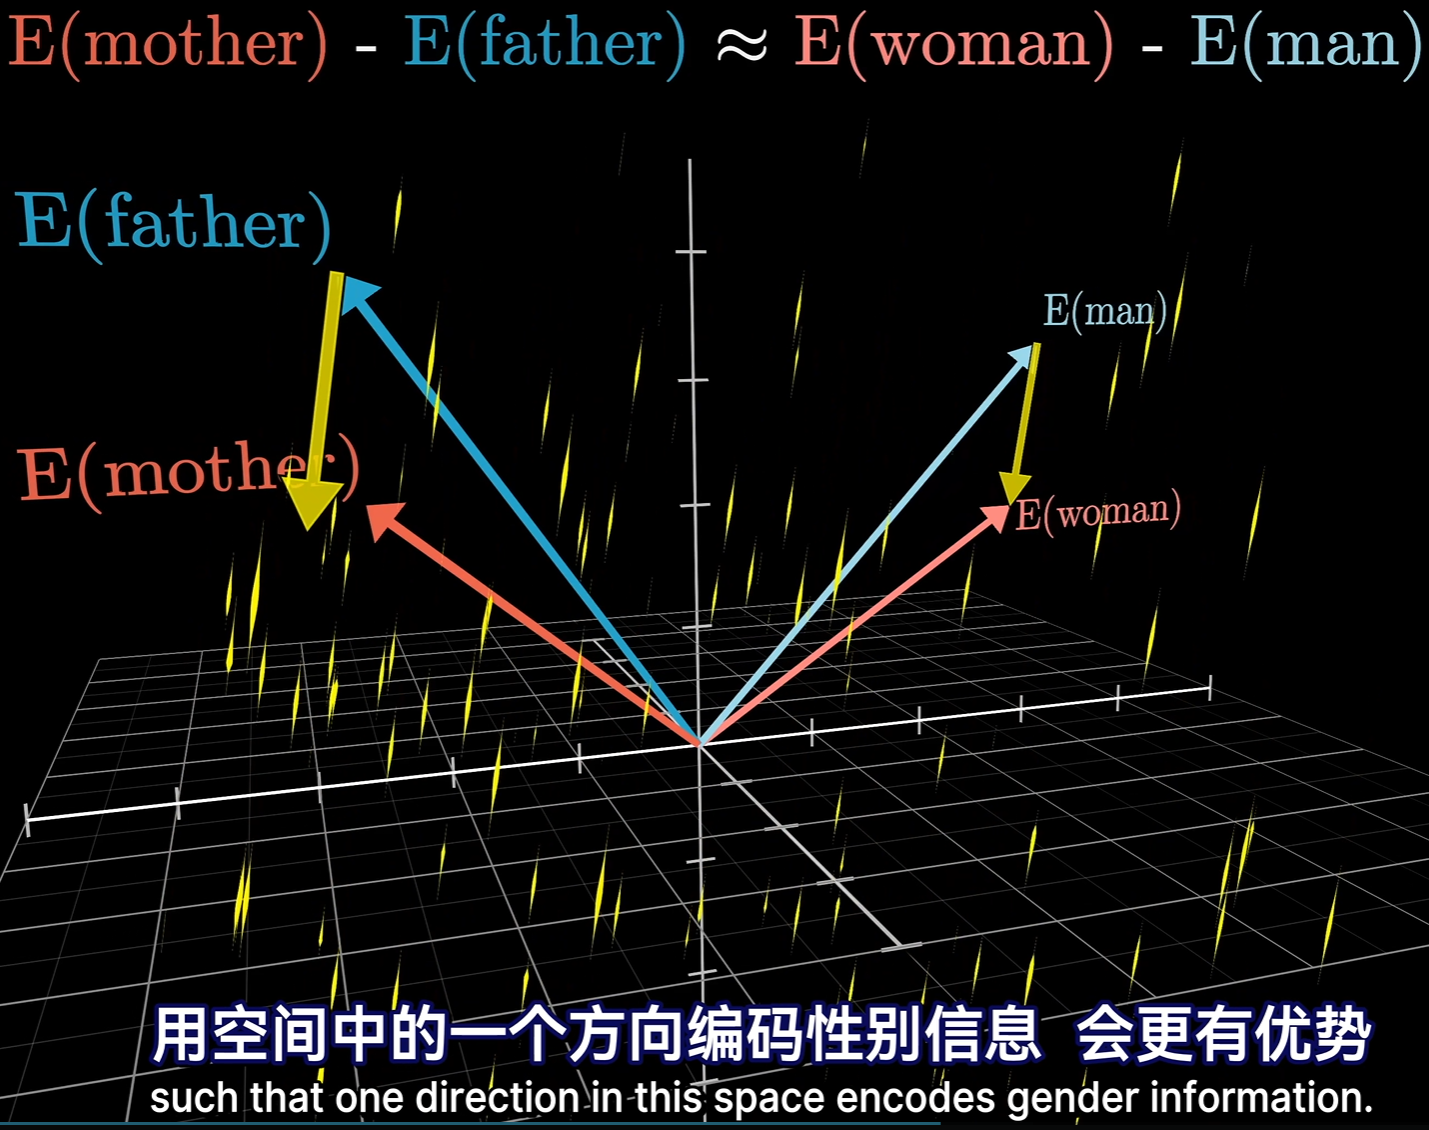 E(mother) - E(father) ≈ E(woman) - E(man)
E(father)
E(man)
E(mother)
E(woman)
用空间中的一个方向编码性别信息 会更有优势
such that one direction in this space encodes gender information.